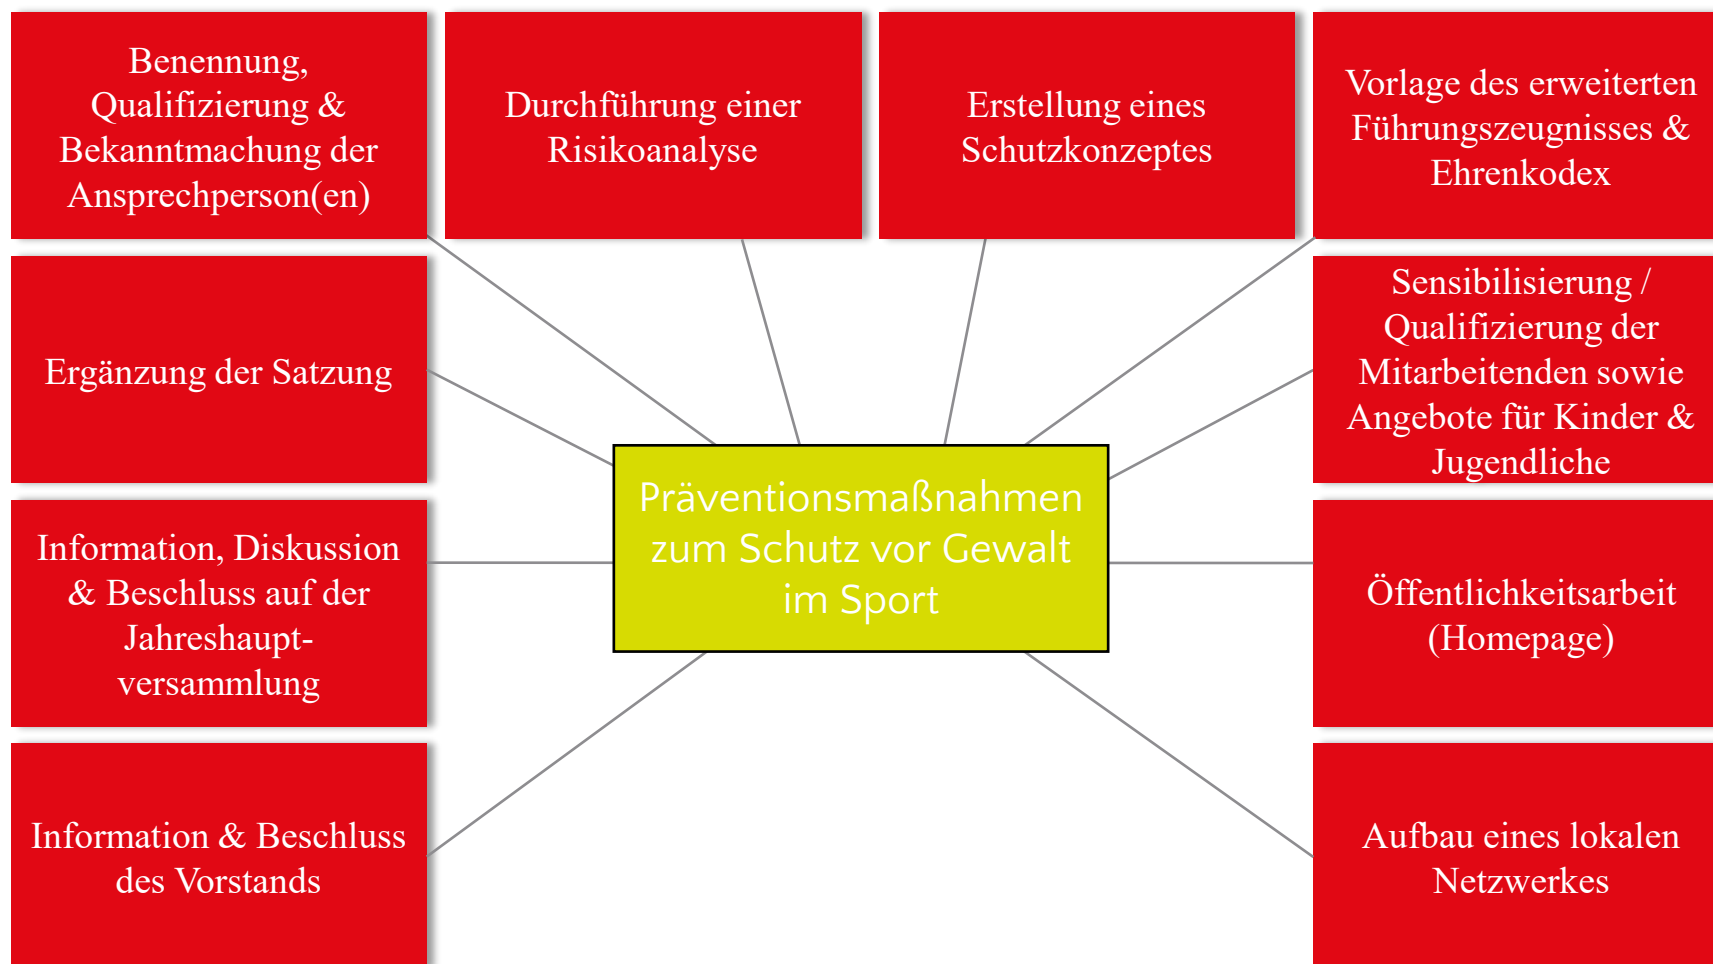 Benennung,
Qualifizierung &
Bekanntmachung der
Ansprechperson(en)
Durchführung einer
Risikoanalyse
Erstellung eines
Schutzkonzeptes
Vorlage des erweiterten
Führungszeugnisses &
Ehrenkodex
Ergänzung der Satzung
Sensibilisierung /
Qualifizierung der
Mitarbeitenden sowie
Angebote für Kinder &
Jugendliche
Präventionsmaßnahmen
zum Schutz vor Gewalt
im Sport
Information, Diskussion
& Beschluss auf der
Jahreshaupt-
versammlung
Öffentlichkeitsarbeit
(Homepage)
Information & Beschluss
des Vorstands
Aufbau eines lokalen
Netzwerkes